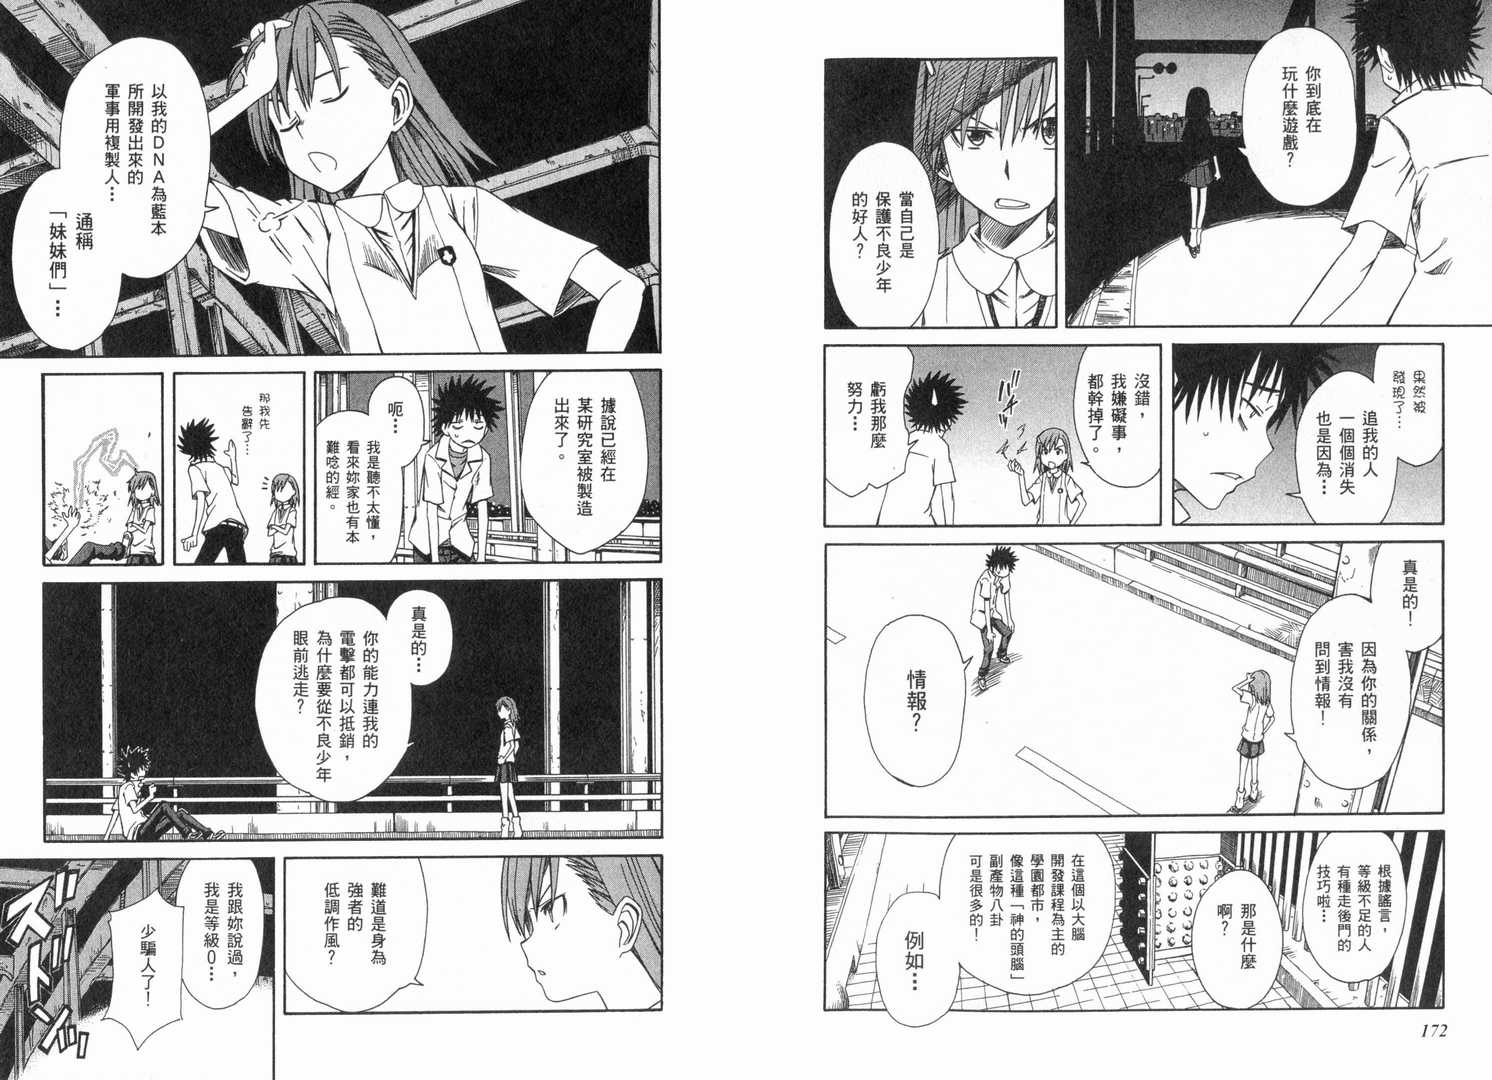 你到底在
玩什麼遊戲?
當自己是
保護不良少年
的好人?
果然被
發現了…
追我的人
一個個消失
也是因為…
沒錯，
我嫌礙事，
都幹掉了。
虧我那麼
努力…
真是的!
因為你的關係，
害我沒有
問到情報!
情報?
根據謠言，
等級不足的人
有種走後門的
技巧啦…
那是什麼
啊?
在這個以大腦
開發課程為主的
學園都市，
像這種「神的頭腦」
副產物八卦
可是很多的!
例如…
172
以我的DNA為藍本
所開發出來的
軍事用複製人…
通稱
「妹妹們」…
據說已經在
某研究室被製造
出來了。
呃…
我是聽不太懂，
看來妳家也有本
難唸的經。
那我先
告辭了…
真是的…
你的能力連我的
電擊都可以抵銷，
為什麼要從不良少年
眼前逃走?
難道是身為
強者的
低調作風?
我跟妳說過，
我是等級0…
少騙人了!
ズズズッ